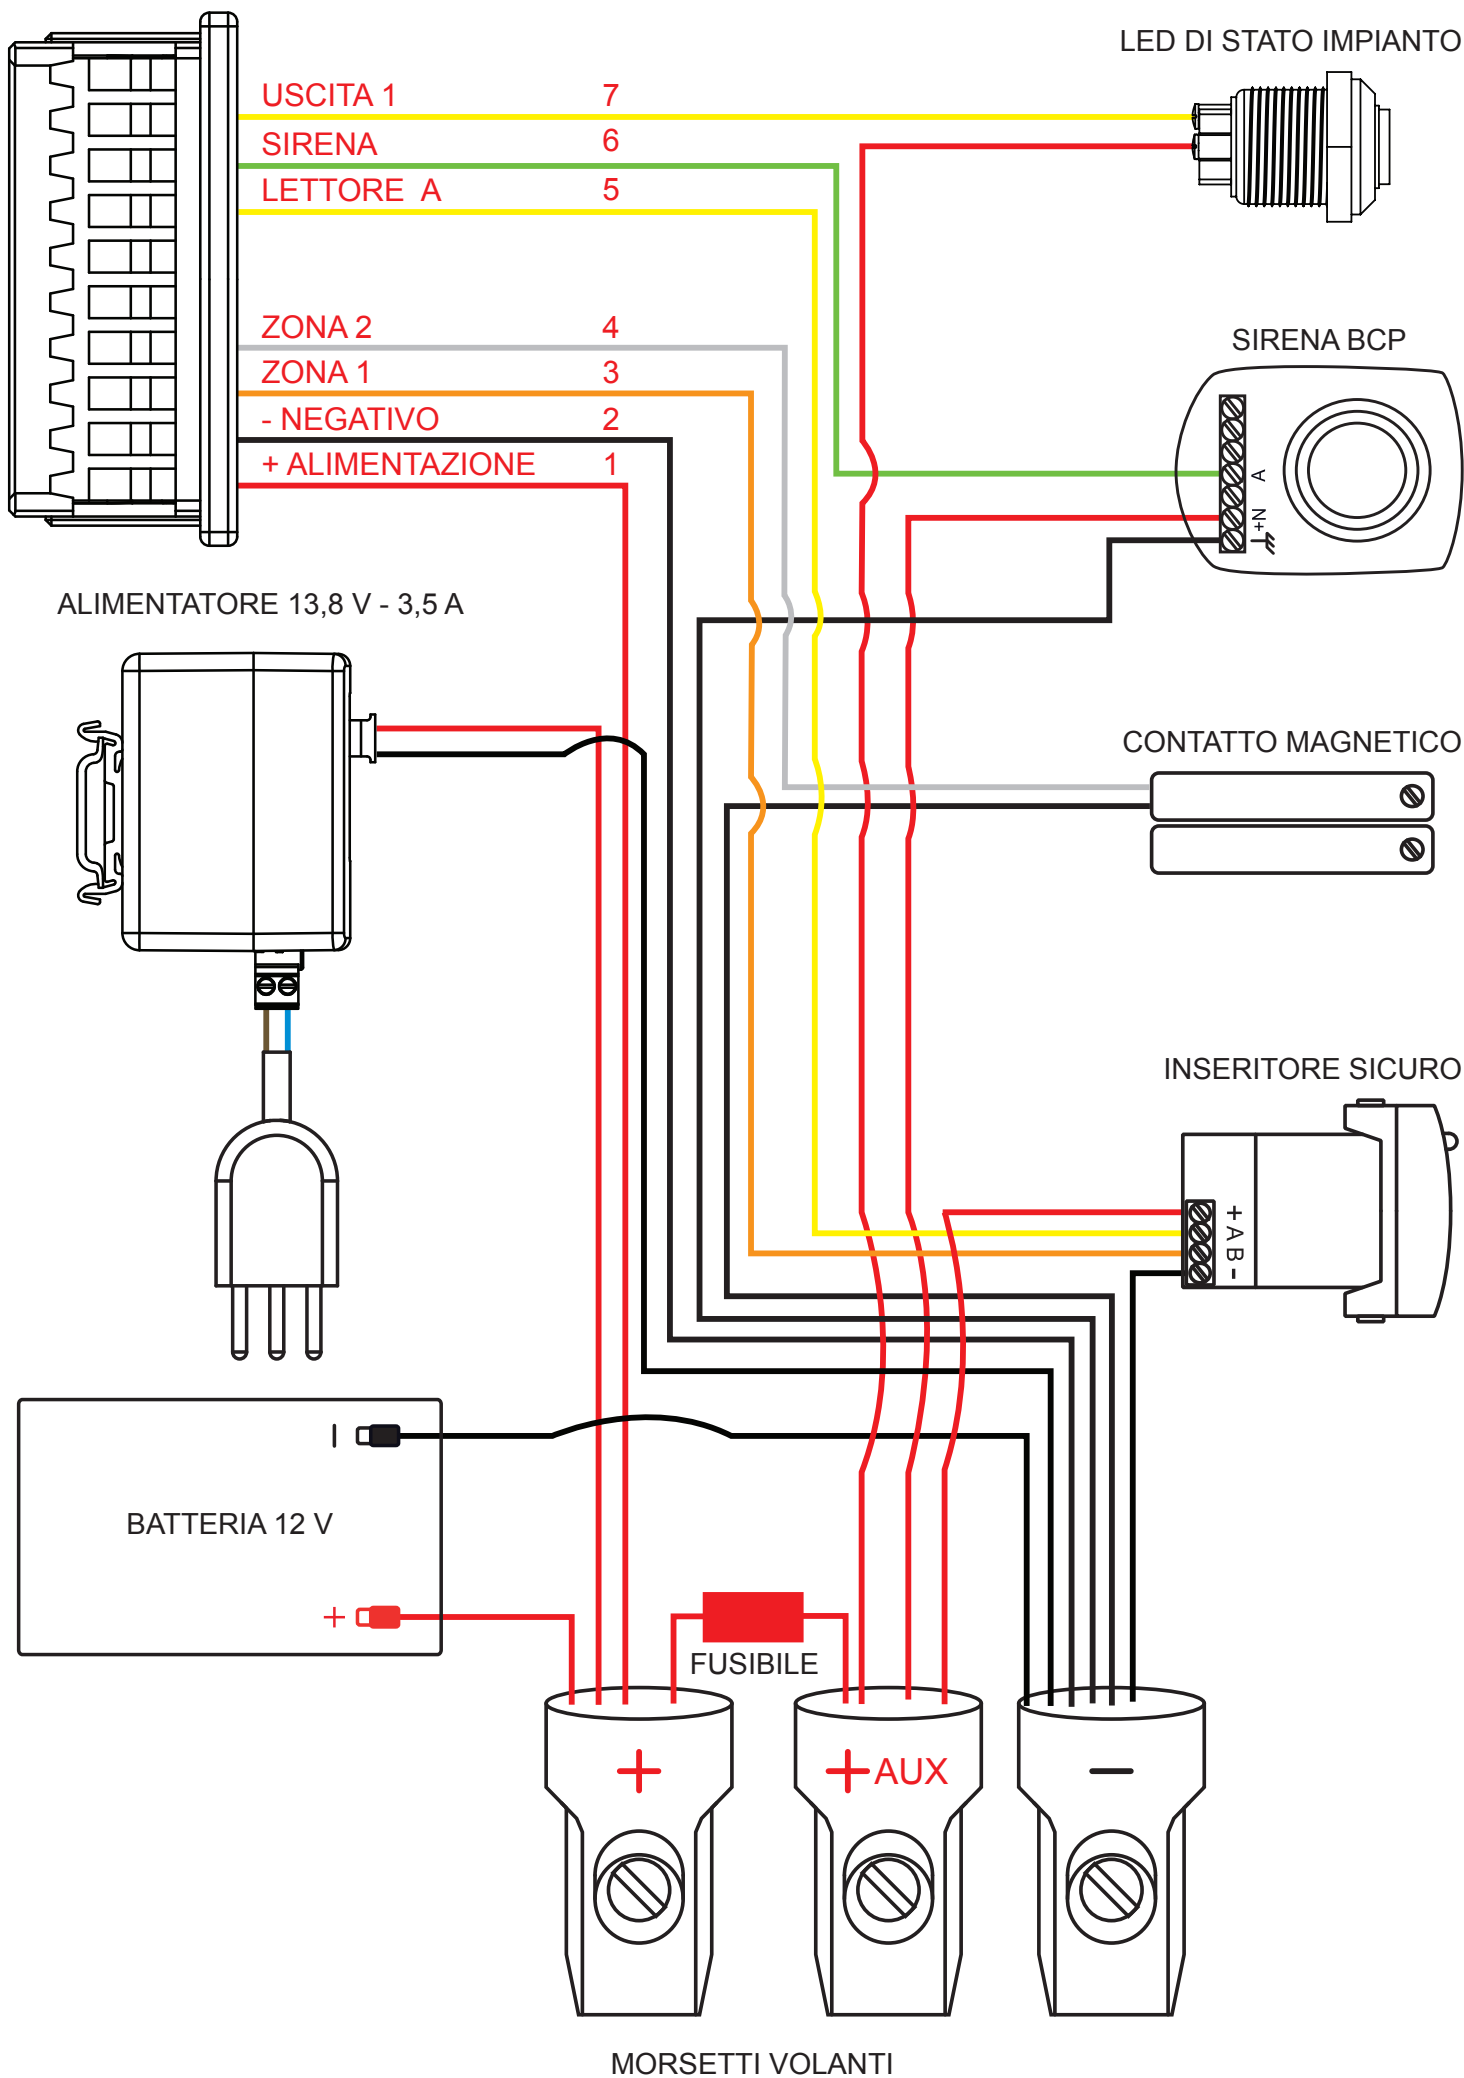 LED DI STATO IMPIANTO
USCITA 1 7
SIRENA 6
LETTORE A 5
ZONA 2 4
ZONA 1 3
- NEGATIVO 2
+ ALIMENTAZIONE 1
SIRENA BCP
A
+N
ALIMENTATORE 13,8 V - 3,5 A
CONTATTO MAGNETICO
INSERITORE SICURO
+ A B -
BATTERIA 12 V
+
FUSIBILE
+
+ AUX
-
MORSETTI VOLANTI